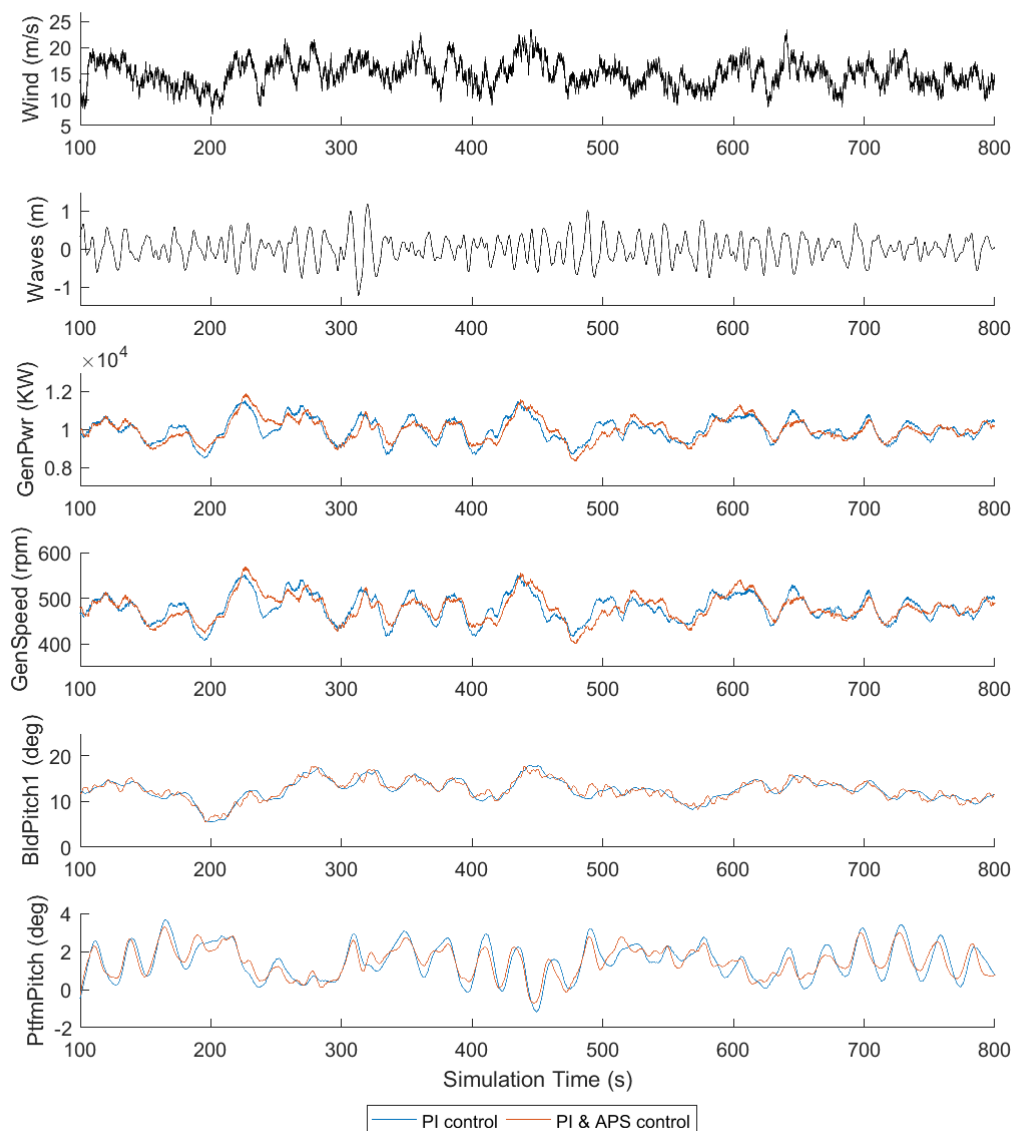 Wind (m/s)
25
20
15
10
5
100 200 300 400 500 600 700 800
Waves (m)
1
0
-1
100 200 300 400 500 600 700 800
×10⁴
GenPwr (KW)
1.2
1
0.8
100 200 300 400 500 600 700 800
GenSpeed (rpm)
600
500
400
100 200 300 400 500 600 700 800
BldPitch1 (deg)
20
10
0
100 200 300 400 500 600 700 800
PtfmPitch (deg)
4
2
0
-2
100 200 300 400 500 600 700 800
Simulation Time (s)
PI control PI & APS control